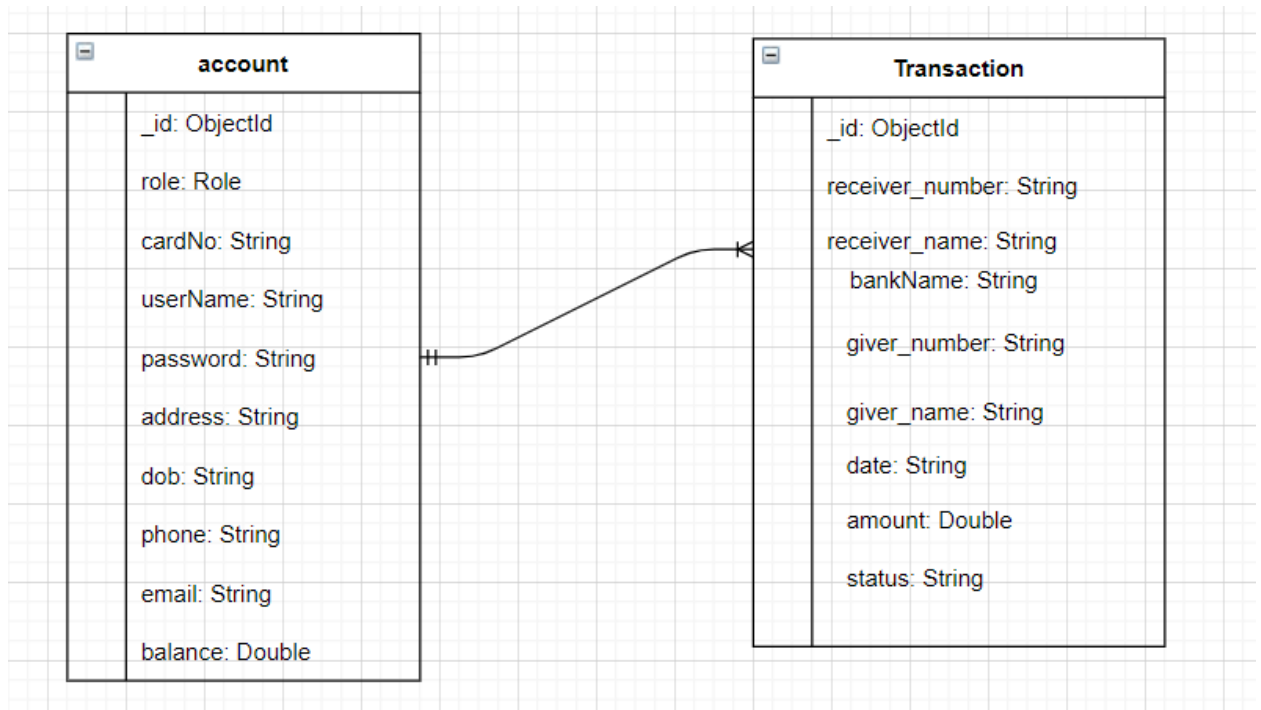 account
_id: ObjectId
role: Role
cardNo: String
userName: String
password: String
address: String
dob: String
phone: String
email: String
balance: Double
Transaction
_id: ObjectId
receiver_number: String
receiver_name: String
bankName: String
giver_number: String
giver_name: String
date: String
amount: Double
status: String